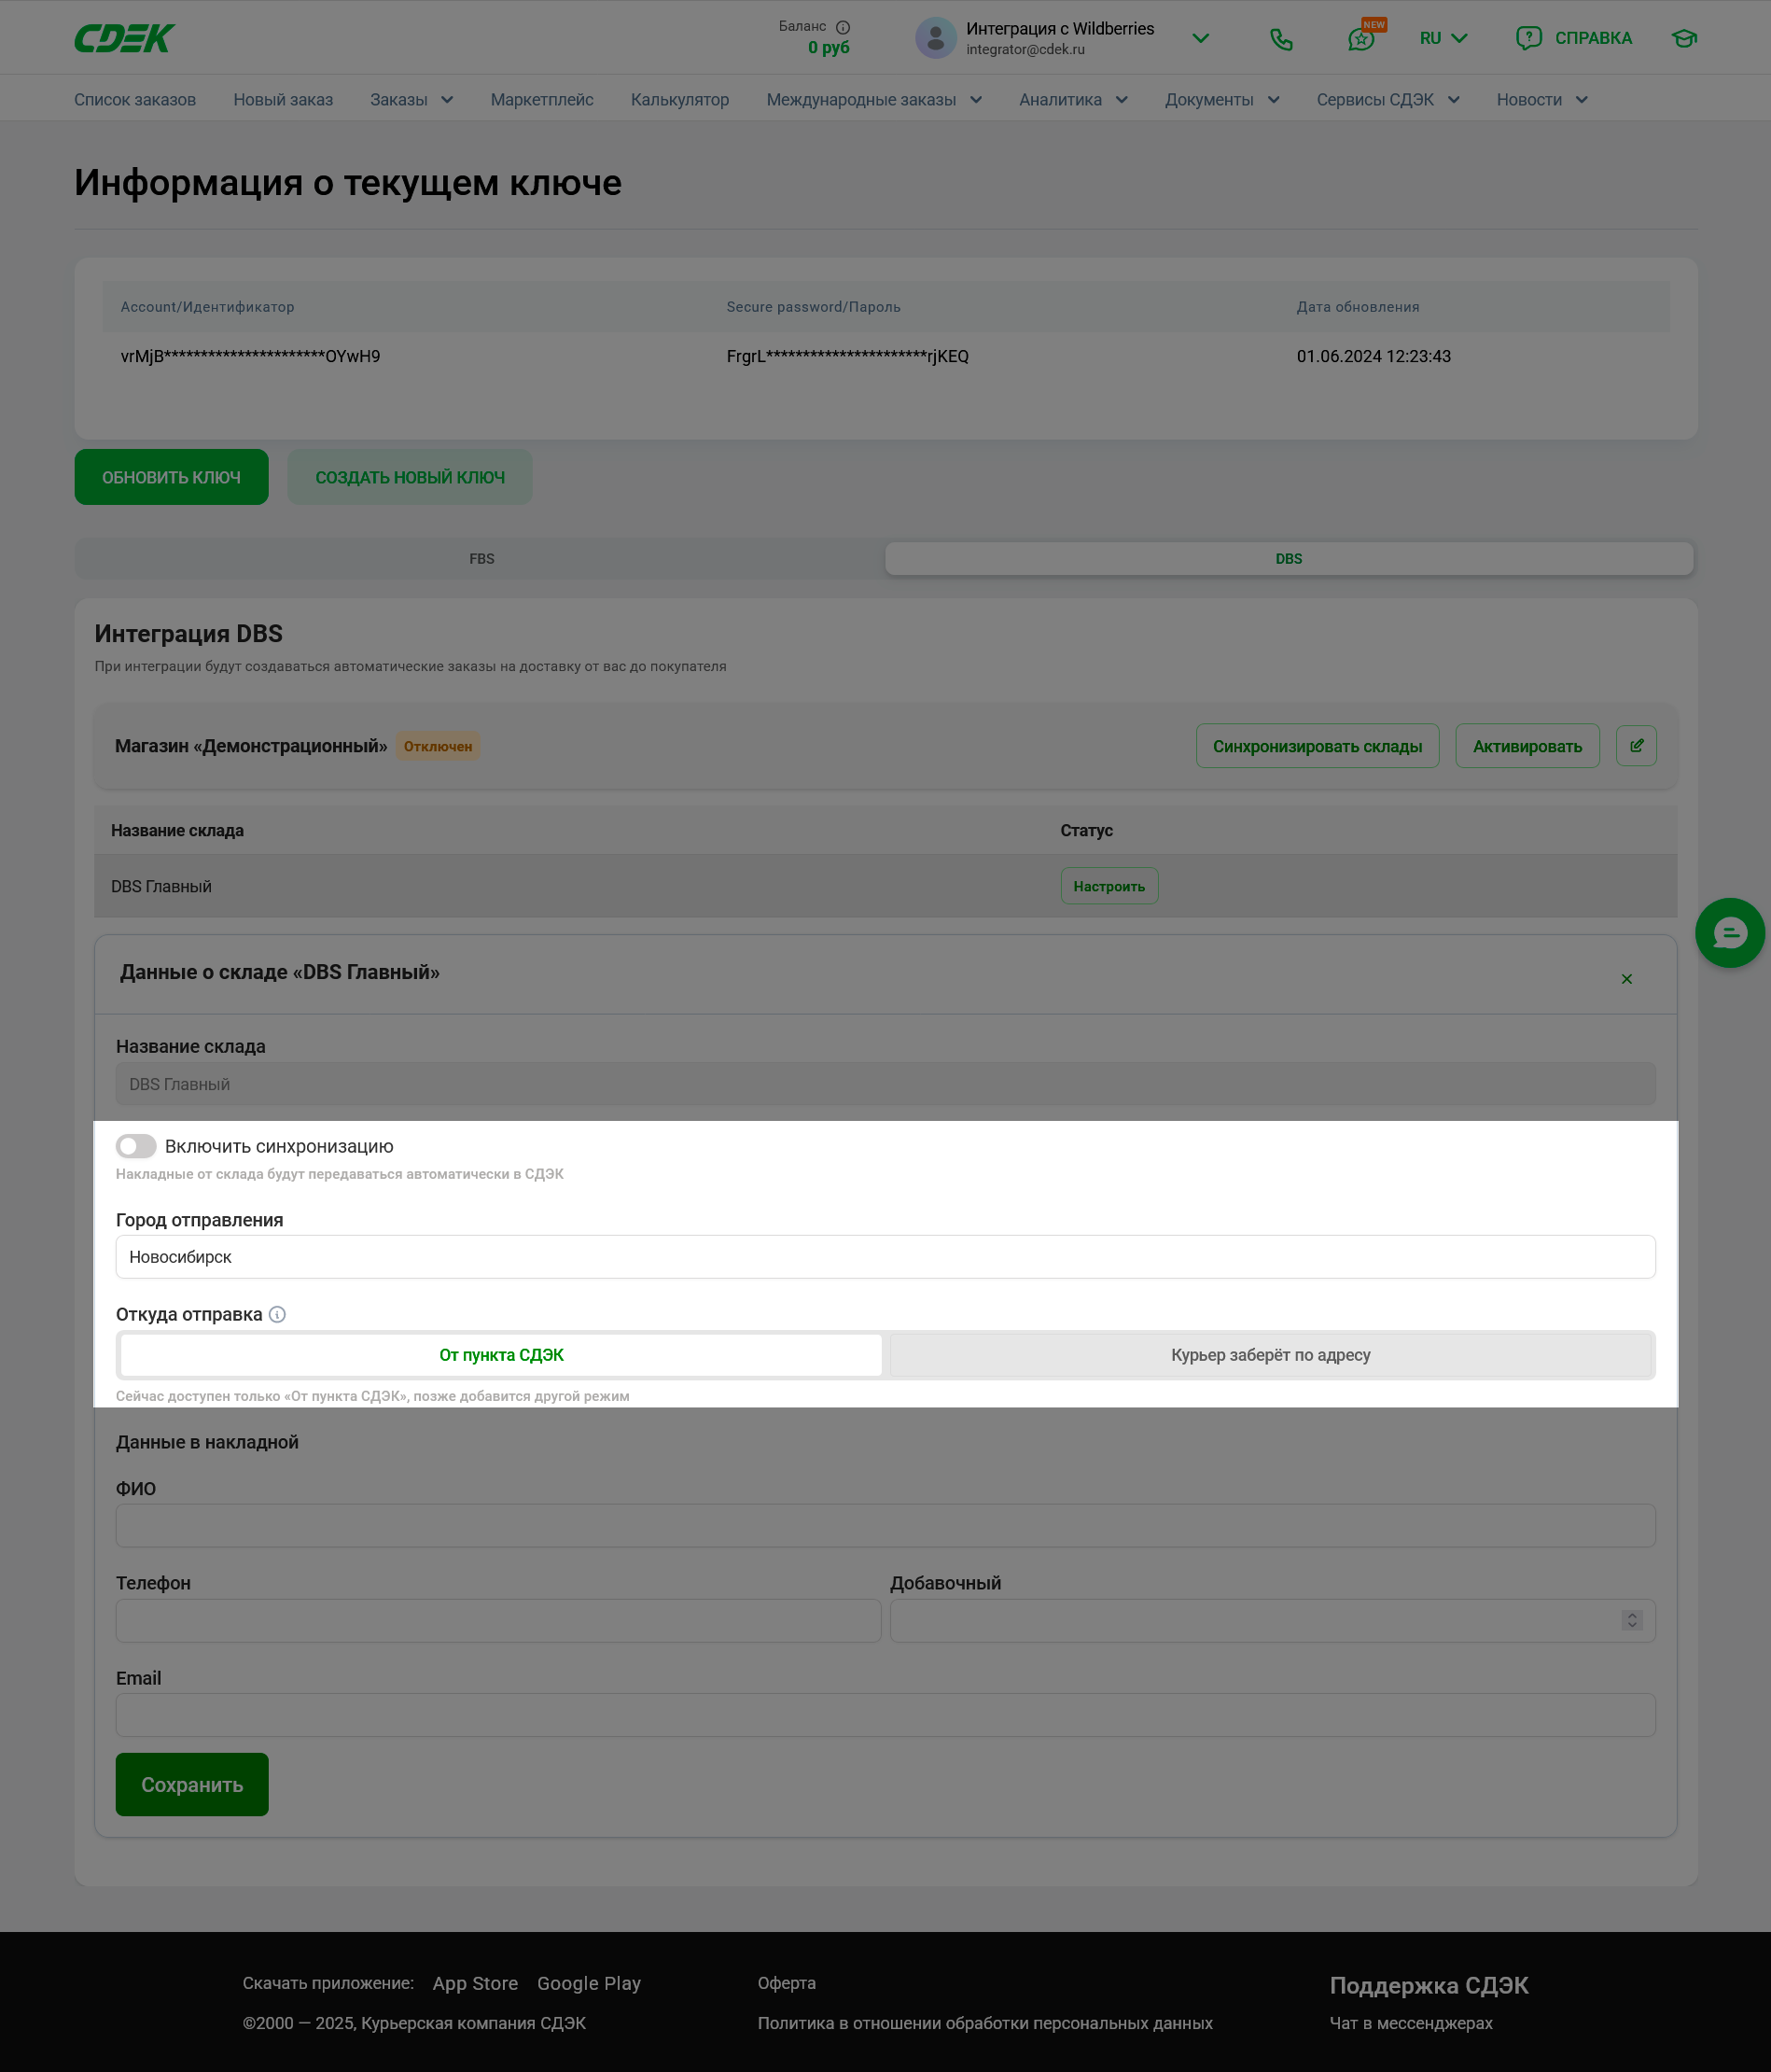 CDEK
Баланс
0 руб
Интеграция с Wildberries
integrator@cdek.ru
NEW
RU
СПРАВКА
Список заказов
Новый заказ
Заказы
Маркетплейс
Калькулятор
Международные заказы
Аналитика
Документы
Сервисы СДЭК
Новости
Информация о текущем ключе
Account/Идентификатор
Secure password/Пароль
Дата обновления
vrMjB**********************OYwH9
FrgrL**********************rjKEQ
01.06.2024 12:23:43
ОБНОВИТЬ КЛЮЧ
СОЗДАТЬ НОВЫЙ КЛЮЧ
FBS
DBS
Интеграция DBS
При интеграции будут создаваться автоматические заказы на доставку от вас до покупателя
Магазин «Демонстрационный»
Отключен
Синхронизировать склады
Активировать
Название склада
Статус
DBS Главный
Настроить
Данные о складе «DBS Главный»
Название склада
DBS Главный
Включить синхронизацию
Накладные от склада будут передаваться автоматически в СДЭК
Город отправления
Новосибирск
Откуда отправка
От пункта СДЭК
Курьер заберёт по адресу
Сейчас доступен только «От пункта СДЭК», позже добавится другой режим
Данные в накладной
ФИО
Телефон
Добавочный
Email
Сохранить
Скачать приложение:
App Store
Google Play
Оферта
Поддержка СДЭК
©2000 — 2025, Курьерская компания СДЭК
Политика в отношении обработки персональных данных
Чат в мессенджерах